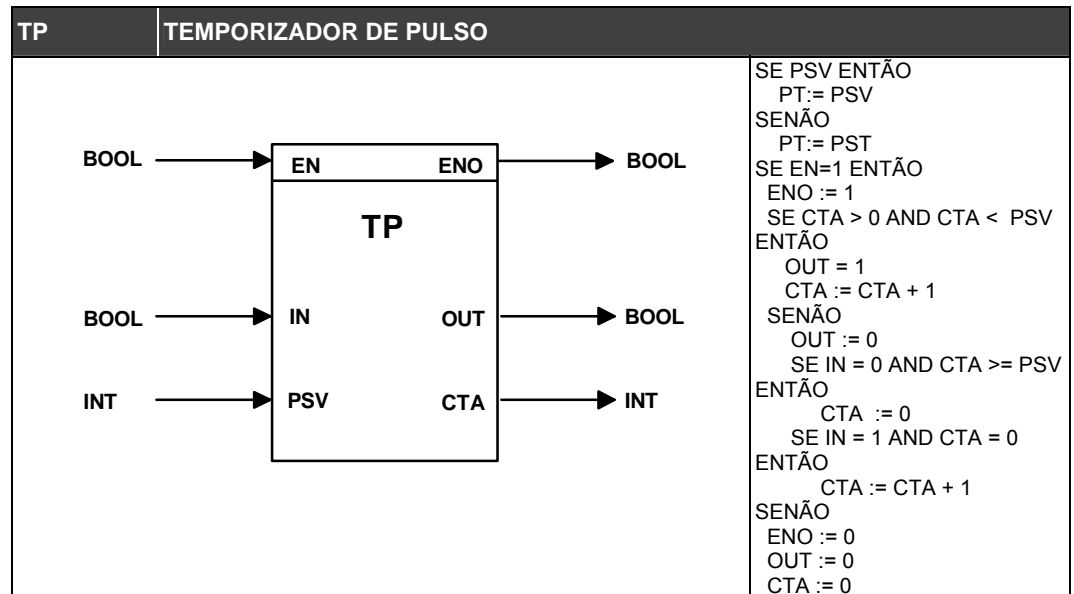 TP TEMPORIZADOR DE PULSO
BOOL EN ENO BOOL
TP
BOOL IN OUT BOOL
INT PSV CTA INT
SE PSV ENTÃO
PT:= PSV
SENÃO
PT:= PST
SE EN=1 ENTÃO
ENO := 1
SE CTA > 0 AND CTA < PSV
ENTÃO
OUT = 1
CTA := CTA + 1
SENÃO
OUT := 0
SE IN = 0 AND CTA >= PSV
ENTÃO
CTA := 0
SE IN = 1 AND CTA = 0
ENTÃO
CTA := CTA + 1
SENÃO
ENO := 0
OUT := 0
CTA := 0